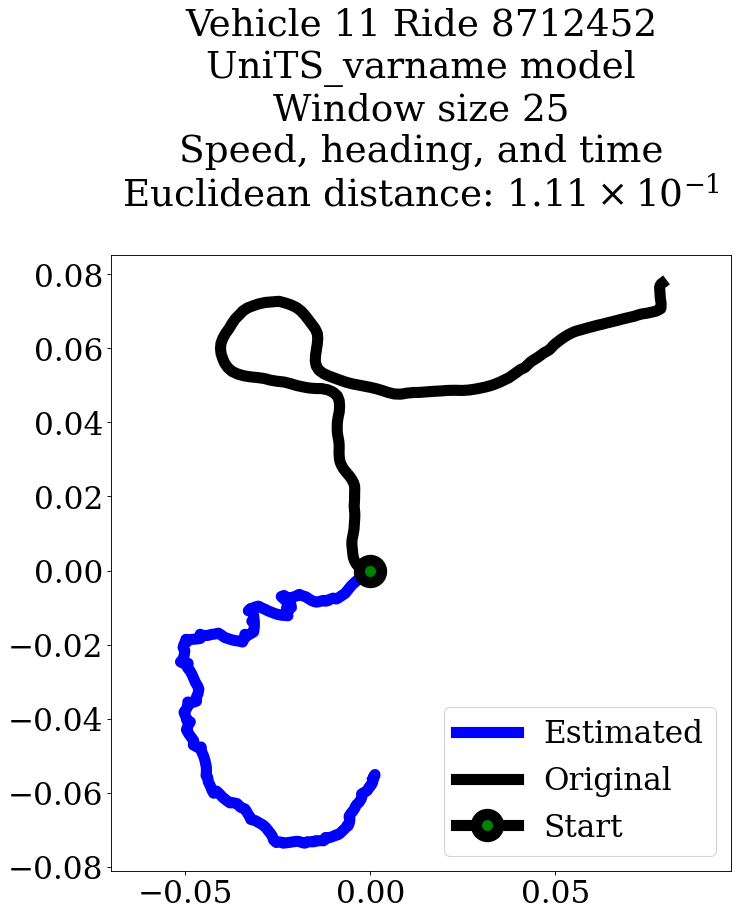 Vehicle 11 Ride 8712452
UniTS_varname model
Window size 25
Speed, heading, and time
Euclidean distance: 1.11 × 10⁻¹
0.08
0.06
0.04
0.02
0.00
−0.02
−0.04
−0.06
−0.08
−0.05 0.00 0.05
Estimated
Original
Start